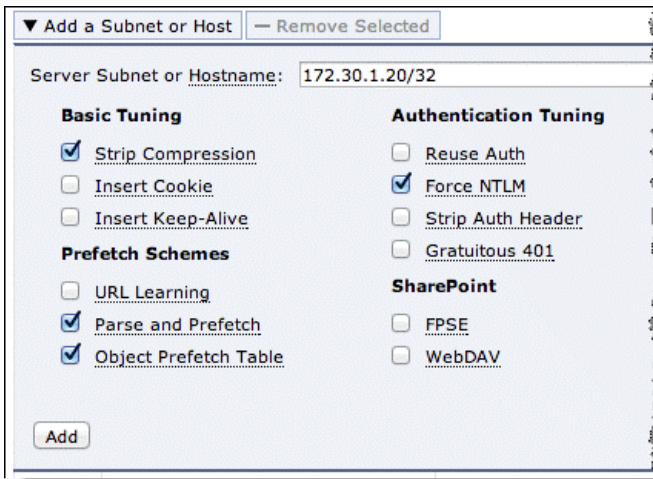 ▼ Add a Subnet or Host — Remove Selected
Server Subnet or Hostname: 172.30.1.20/32
Basic Tuning
Strip Compression
Insert Cookie
Insert Keep-Alive
Prefetch Schemes
URL Learning
Parse and Prefetch
Object Prefetch Table
Authentication Tuning
Reuse Auth
Force NTLM
Strip Auth Header
Gratuitous 401
SharePoint
FPSE
WebDAV
Add